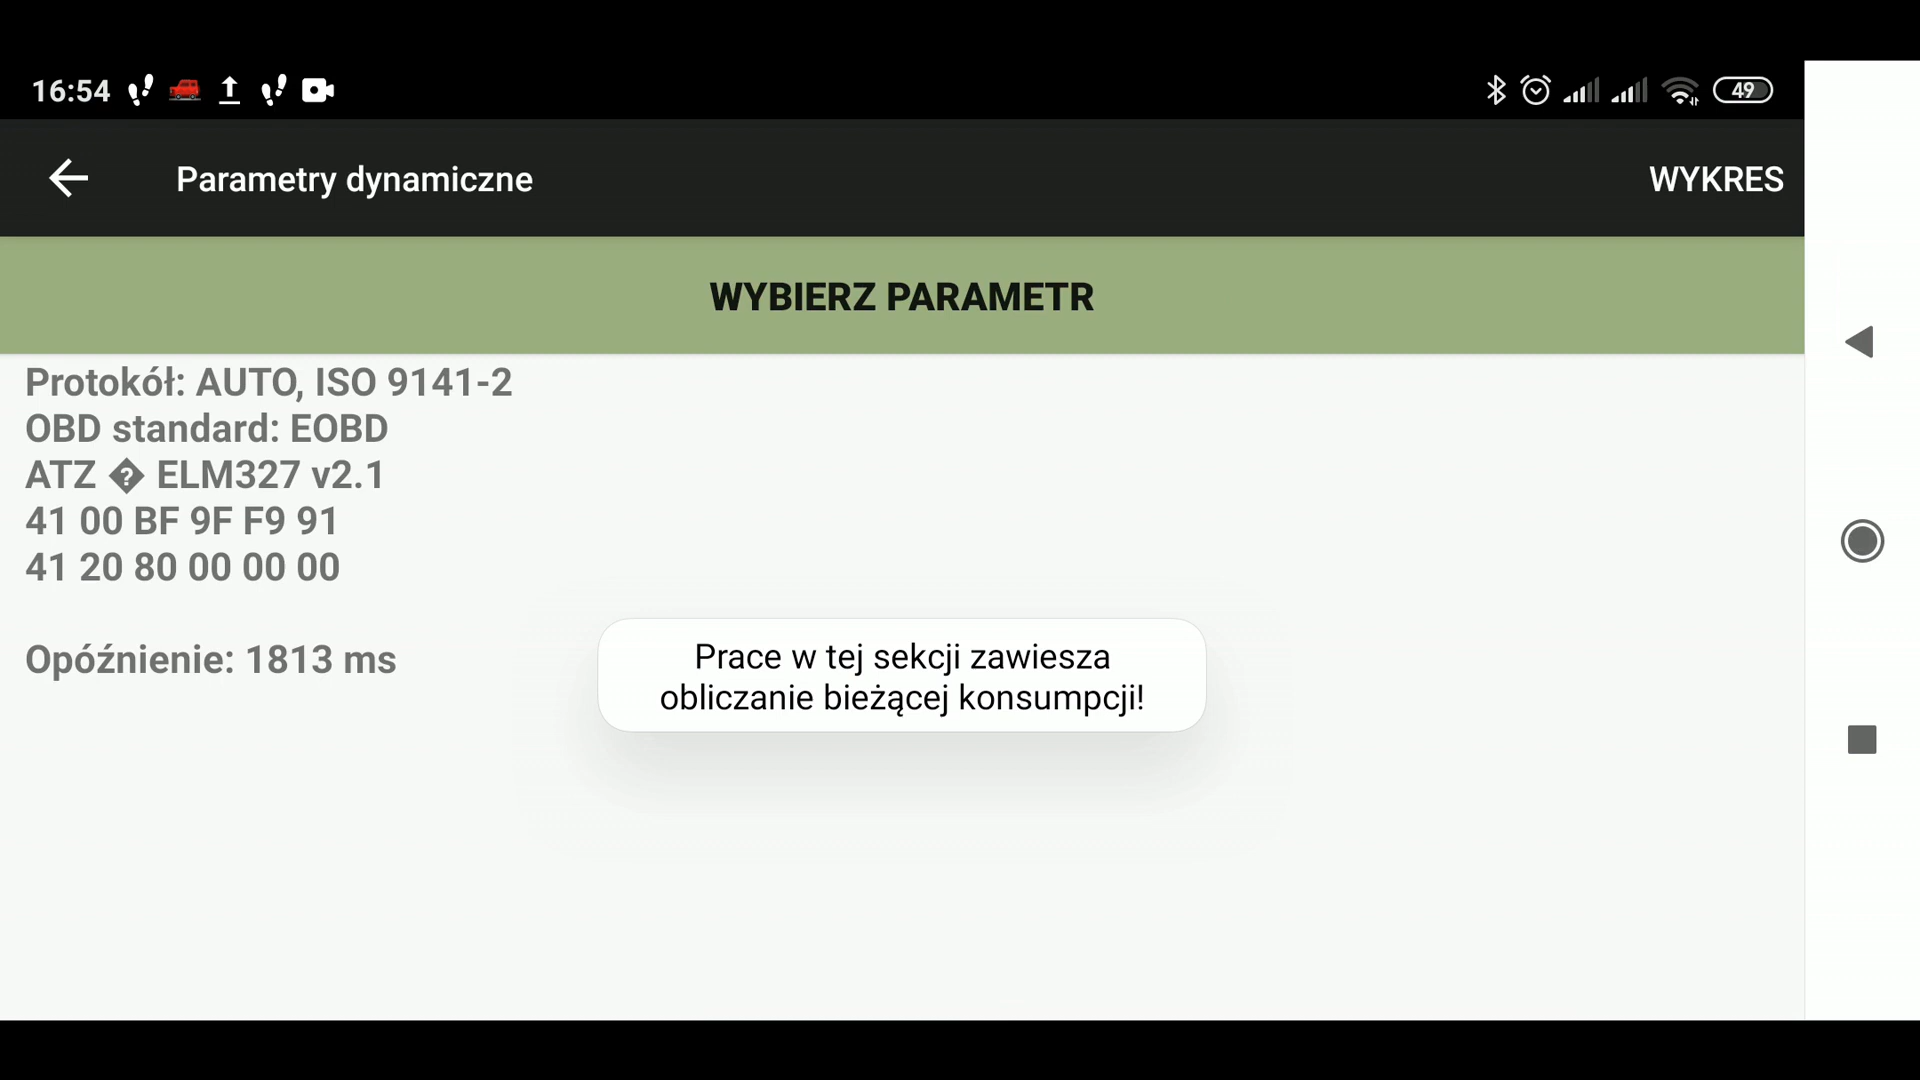 16:54
49
Parametry dynamiczne
WYKRES
WYBIERZ PARAMETR
Protokół: AUTO, ISO 9141-2
OBD standard: EOBD
ATZ � ELM327 v2.1
41 00 BF 9F F9 91
41 20 80 00 00 00
Opóźnienie: 1813 ms
Prace w tej sekcji zawiesza
obliczanie bieżącej konsumpcji!